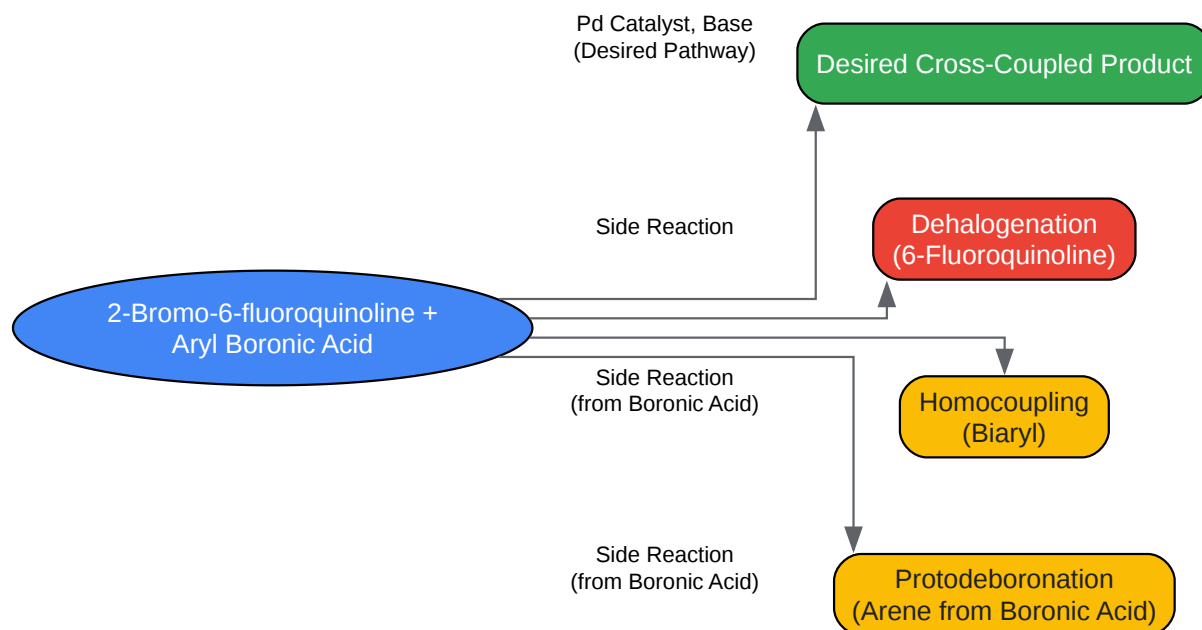 Pd Catalyst, Base
(Desired Pathway)
Desired Cross-Coupled Product
Side Reaction
Dehalogenation
(6-Fluoroquinoline)
2-Bromo-6-fluoroquinoline +
Aryl Boronic Acid
Side Reaction
(from Boronic Acid)
Homocoupling
(Biaryl)
Side Reaction
(from Boronic Acid)
Protodeboronation
(Arene from Boronic Acid)